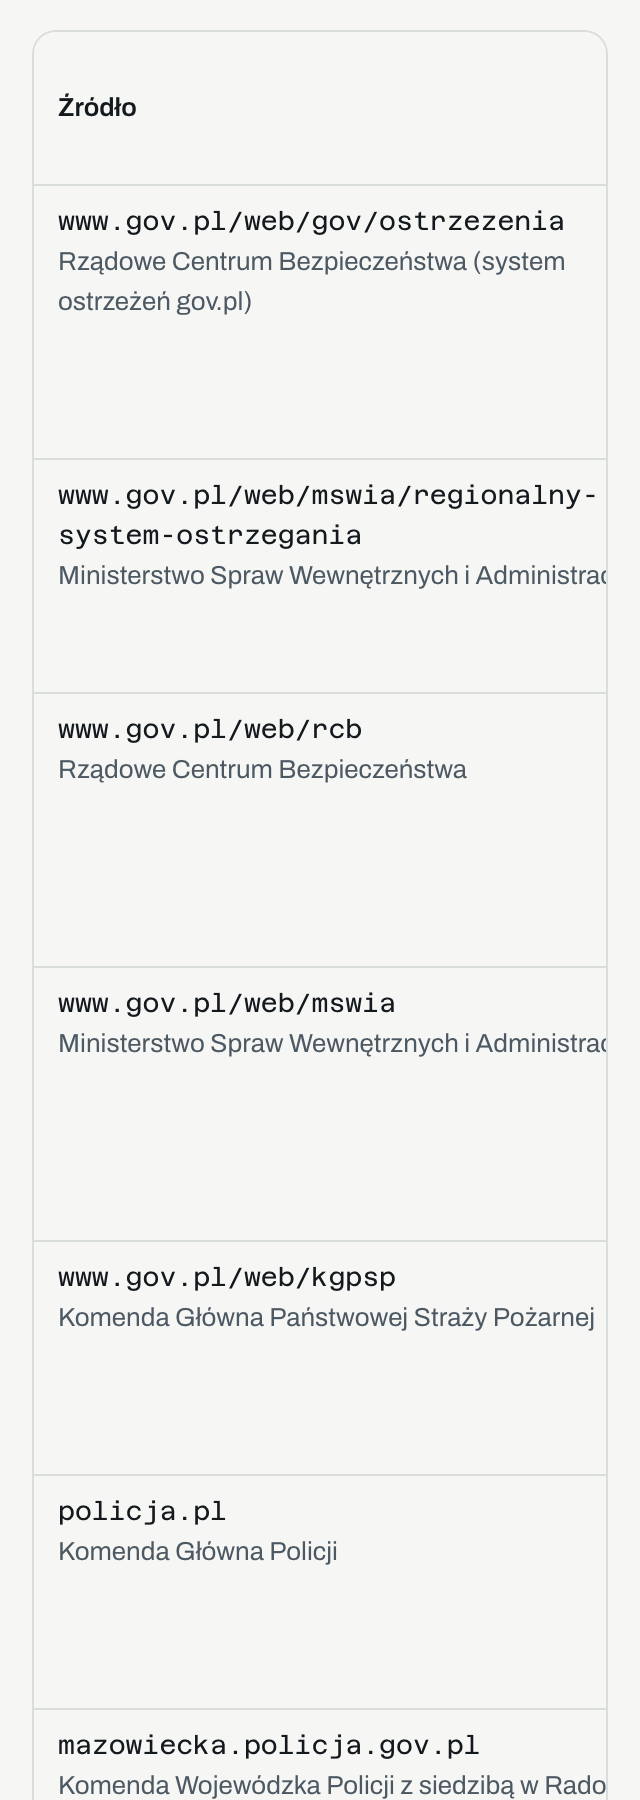 Źródło
www.gov.pl/web/gov/ostrzezenia
Rządowe Centrum Bezpieczeństwa (system
ostrzeżeń gov.pl)
www.gov.pl/web/mswia/regionalny-
system-ostrzegania
Ministerstwo Spraw Wewnętrznych i
www.gov.pl/web/rcb
Rządowe Centrum Bezpieczeństwa
www.gov.pl/web/mswia
Ministerstwo Spraw Wewnętrznych i
www.gov.pl/web/kgpsp
Komenda Główna Państwowej Straży Pożarnej
policja.pl
Komenda Główna Policji
mazowiecka.policja.gov.pl
Komenda Wojewódzka Policji z siedzibą w